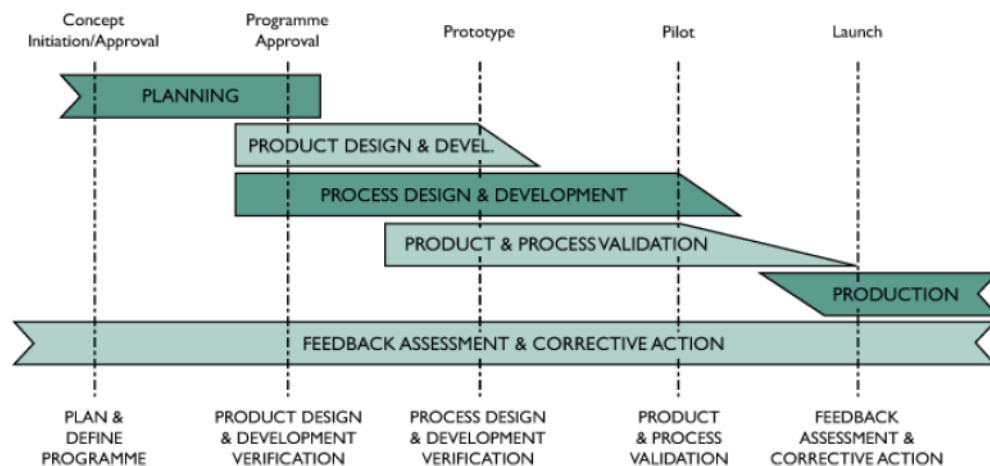 Concept
Initiation/Approval
Programme
Approval
Prototype
Pilot
Launch
PLANNING
PRODUCT DESIGN & DEVEL.
PROCESS DESIGN & DEVELOPMENT
PRODUCT & PROCESS VALIDATION
PRODUCTION
FEEDBACK ASSESSMENT & CORRECTIVE ACTION
PLAN &
DEFINE
PROGRAMME
PRODUCT DESIGN
& DEVELOPMENT
VERIFICATION
PROCESS DESIGN
& DEVELOPMENT
VERIFICATION
PRODUCT
& PROCESS
VALIDATION
FEEDBACK
ASSESSMENT &
CORRECTIVE ACTION